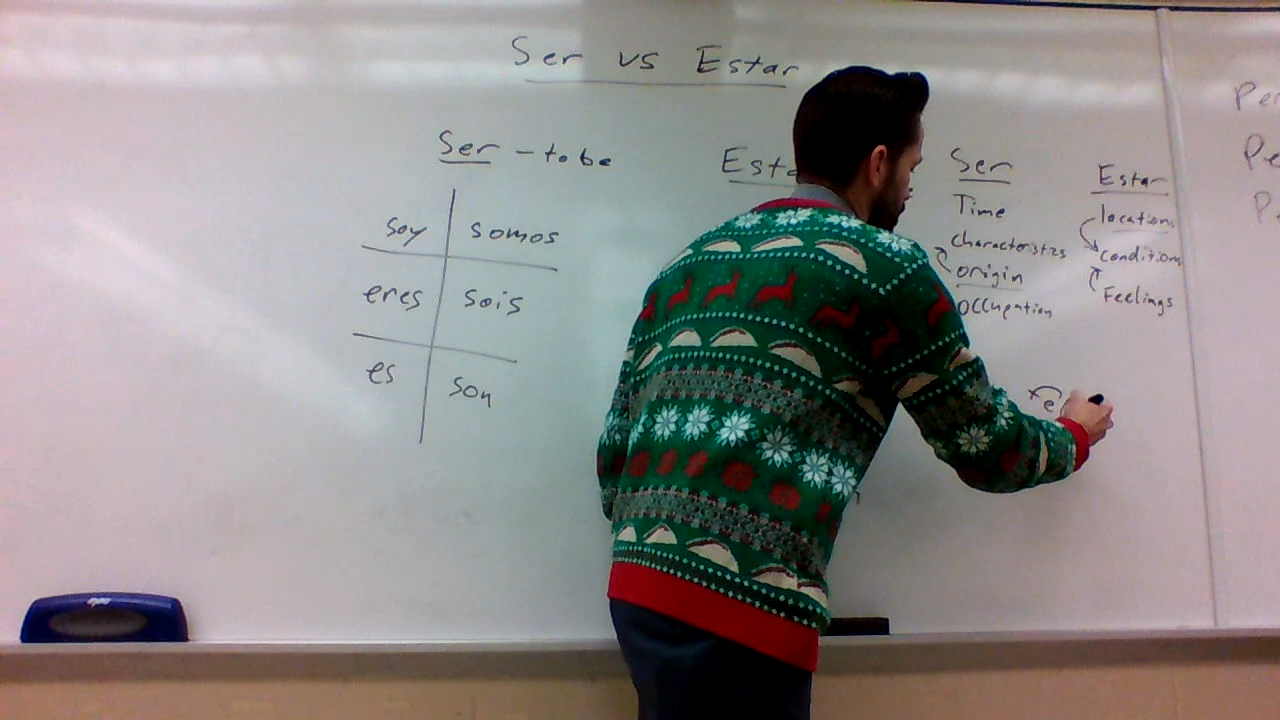 Ser vs Estar
Ser - to be
soy somos
eres sois
es son
Ser
Time
characteristics
origin
occupation
Estar
locations
conditions
Feelings